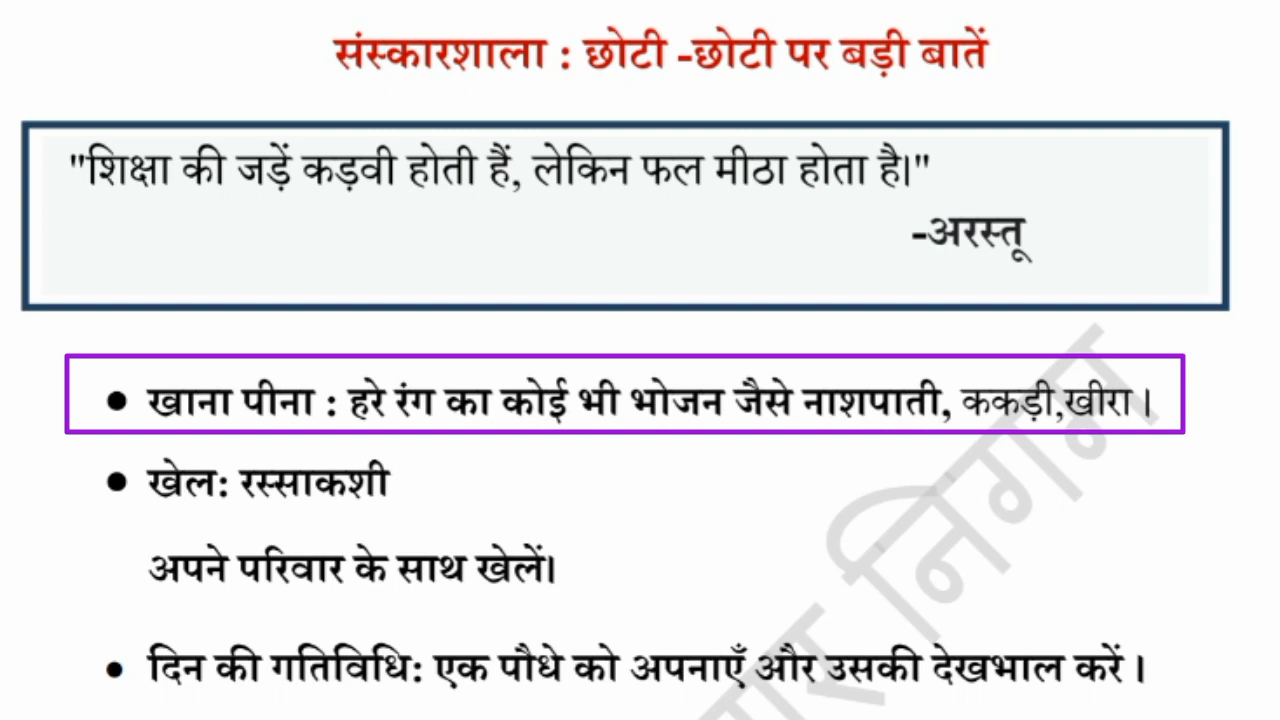 संस्कारशाला : छोटी -छोटी पर बड़ी बातें
"शिक्षा की जड़ें कड़वी होती हैं, लेकिन फल मीठा होता है।"
-अरस्तू
• खाना पीना : हरे रंग का कोई भी भोजन जैसे नाशपाती, ककड़ी,खीरा ।
• खेल: रस्साकशी
अपने परिवार के साथ खेलें।
• दिन की गतिविधि: एक पौधे को अपनाएँ और उसकी देखभाल करें ।
निगम